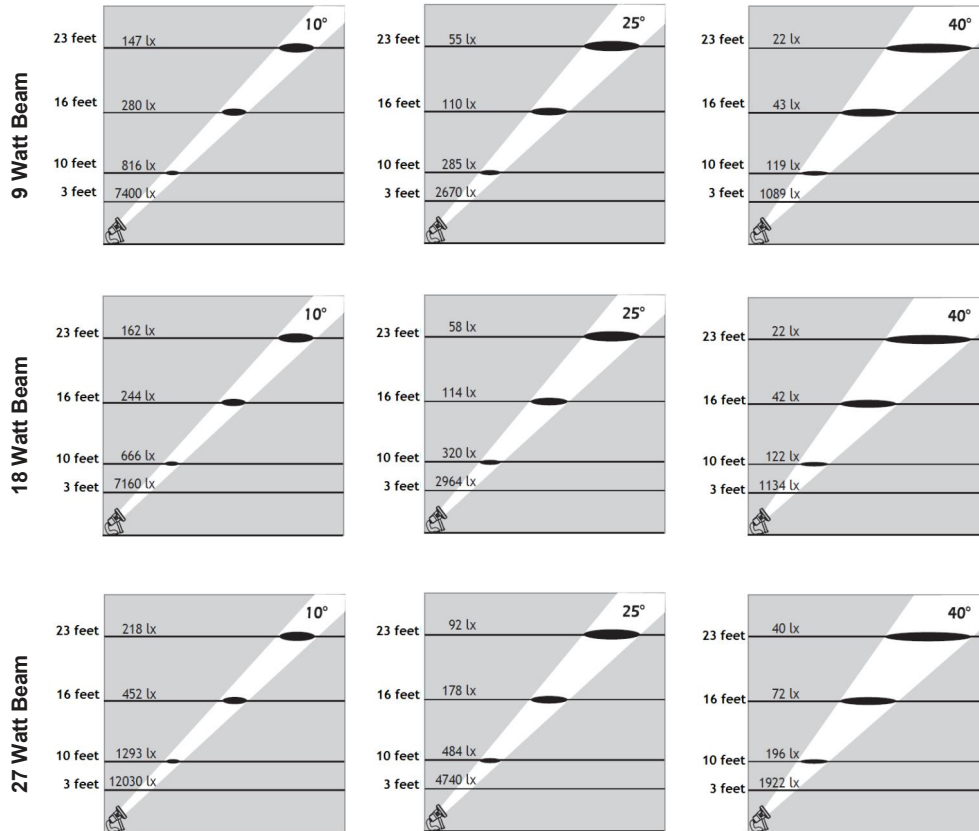 9 Watt Beam
10°
23 feet 147 lx
16 feet 280 lx
10 feet 816 lx
3 feet 7400 lx
25°
23 feet 55 lx
16 feet 110 lx
10 feet 285 lx
3 feet 2670 lx
40°
23 feet 22 lx
16 feet 43 lx
10 feet 119 lx
3 feet 1089 lx
18 Watt Beam
10°
23 feet 162 lx
16 feet 244 lx
10 feet 666 lx
3 feet 7160 lx
25°
23 feet 58 lx
16 feet 114 lx
10 feet 320 lx
3 feet 2964 lx
40°
23 feet 22 lx
16 feet 42 lx
10 feet 122 lx
3 feet 1134 lx
27 Watt Beam
10°
23 feet 218 lx
16 feet 452 lx
10 feet 1293 lx
3 feet 12030 lx
25°
23 feet 92 lx
16 feet 178 lx
10 feet 484 lx
3 feet 4740 lx
40°
23 feet 40 lx
16 feet 72 lx
10 feet 196 lx
3 feet 1922 lx